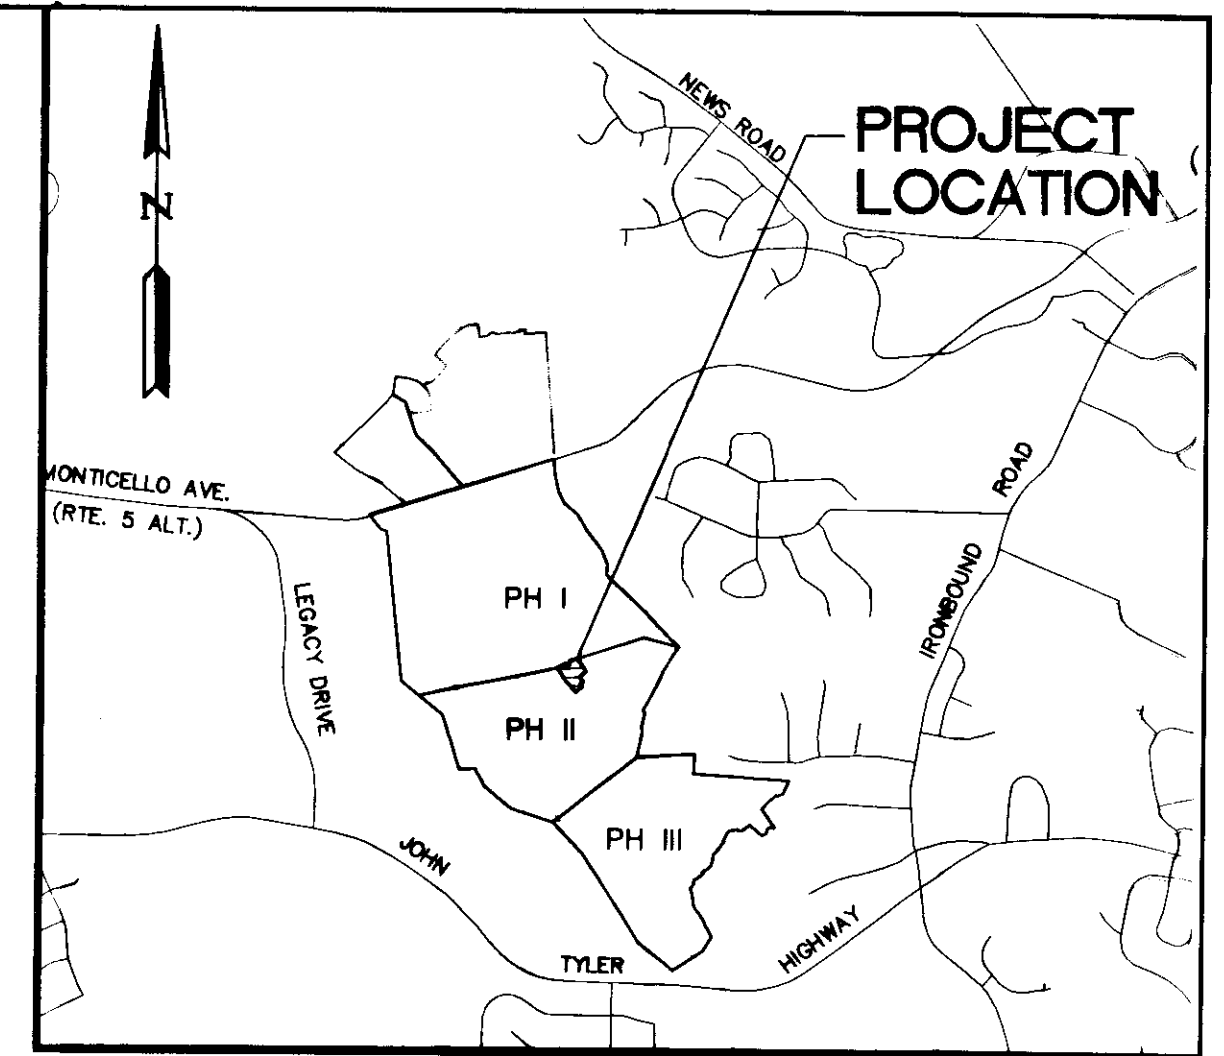 NEWS ROAD
PROJECT
LOCATION
N
MONTICELLO AVE.
(RTE. 5 ALT.)
ROAD
IRONBOUND
LEGACY DRIVE
PH I
PH II
PH III
JOHN
TYLER
HIGHWAY